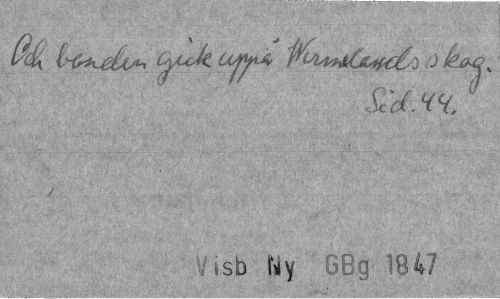 Och bonden gick uppå Wermelands skog.
Sid. 44.
Visb Ny GBg 1847